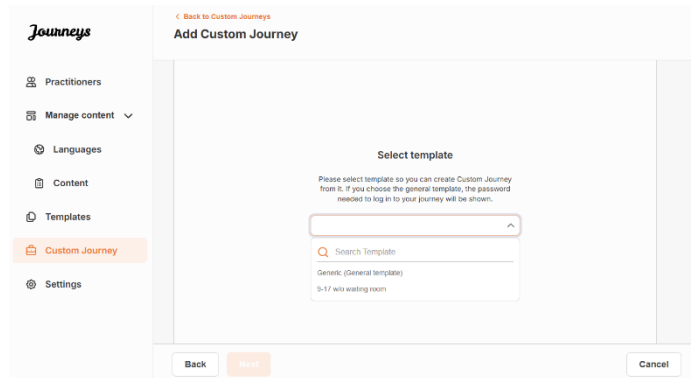 Journeys
Practitioners
Manage content
Languages
Content
Templates
Custom Journey
Settings
< Back to Custom Journeys
Add Custom Journey
Select template
Please select template so you can create Custom Journey
from it. If you choose the general template, the password
needed to log in to your journey will be shown.
Search Template
Generic (General template)
5-17 w/o waiting room
Back
Next
Cancel